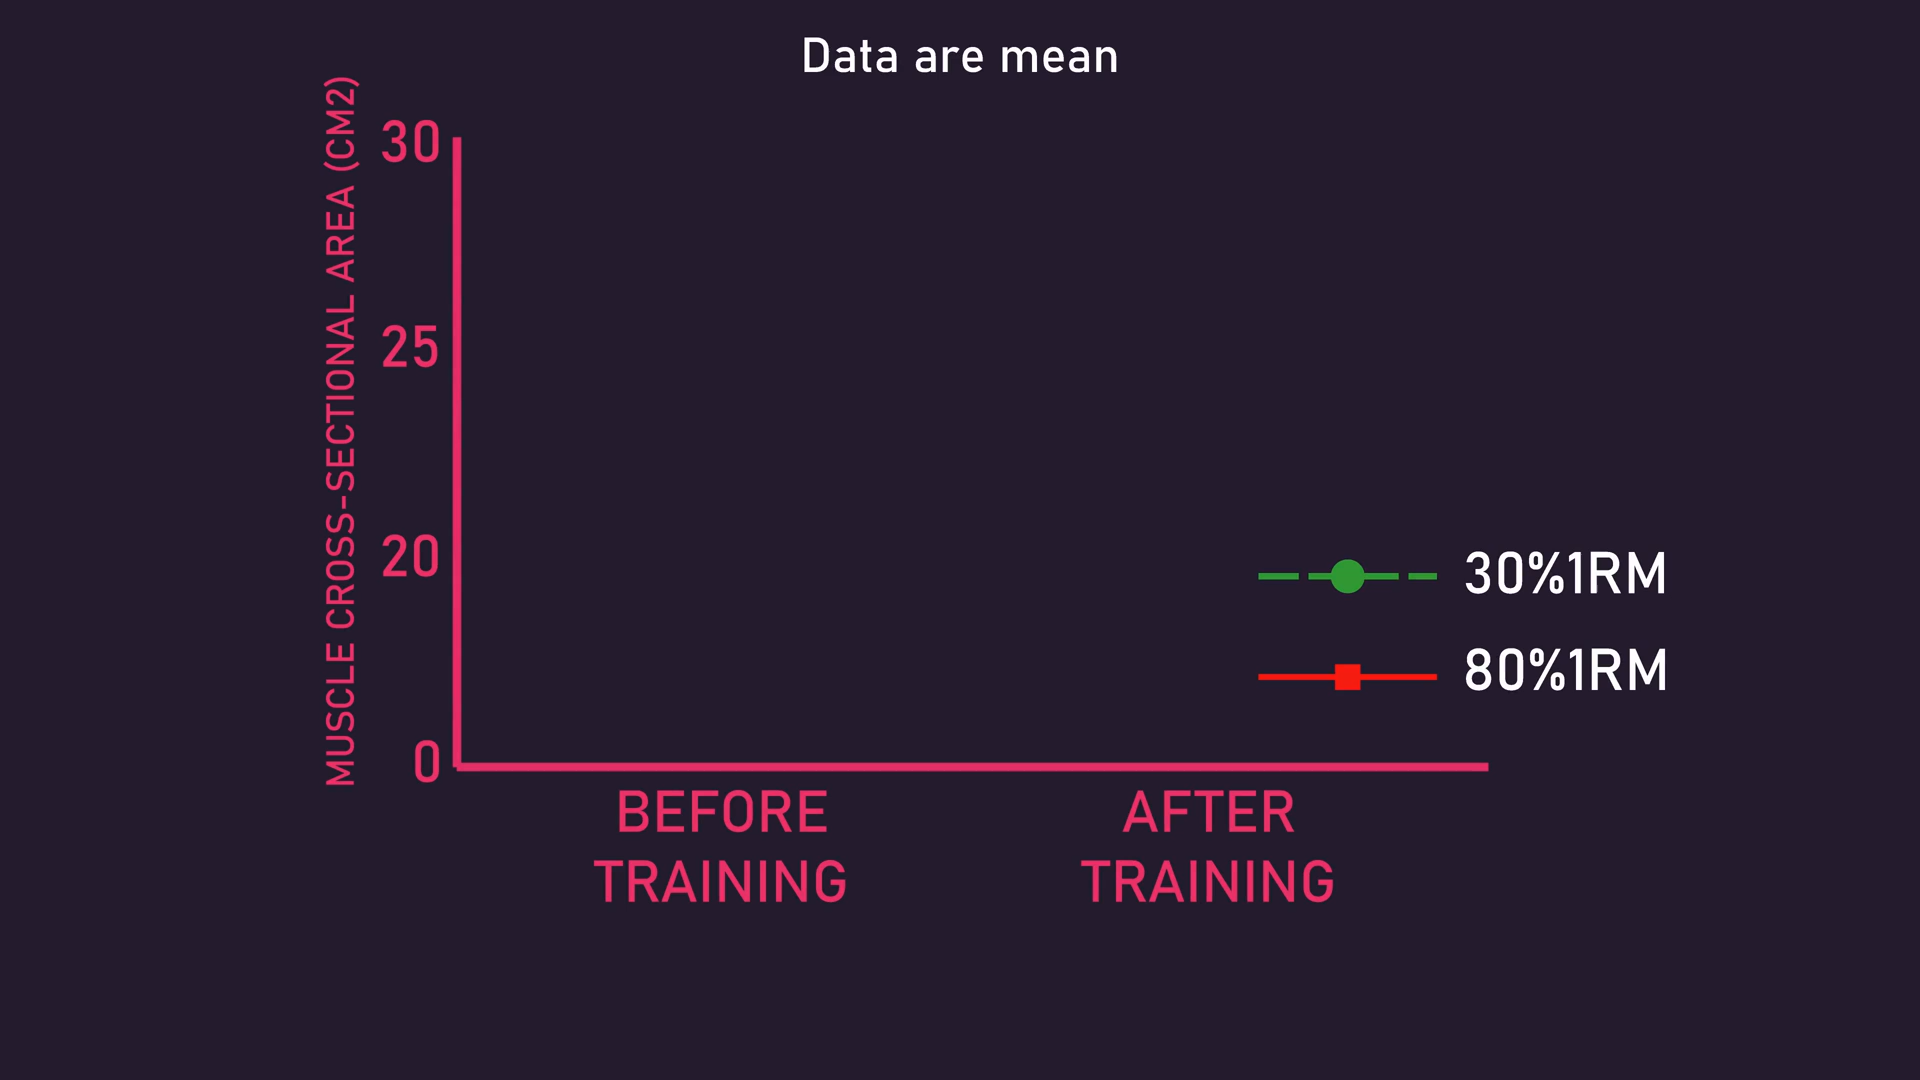 Data are mean
MUSCLE CROSS-SECTIONAL AREA (CM2)
30
25
20
0
30%1RM
80%1RM
BEFORE
TRAINING
AFTER
TRAINING